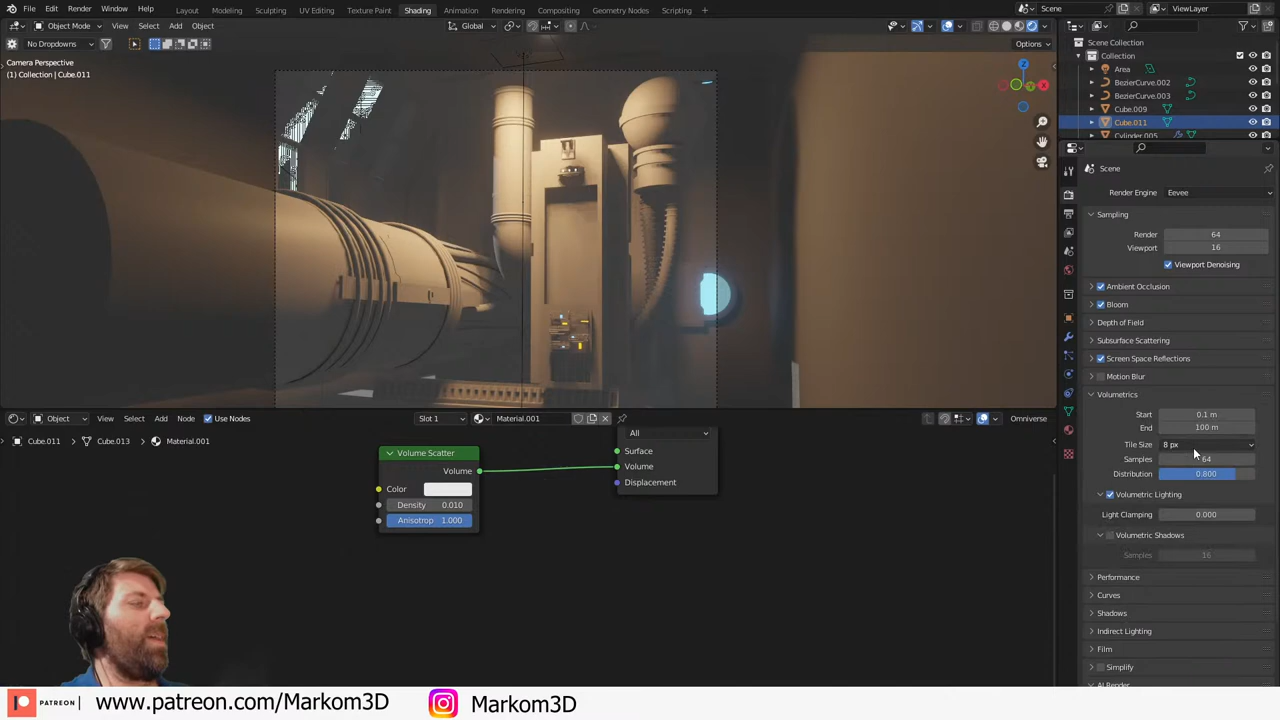 File Edit Render Window Help Layout Modeling Sculpting UV Editing Texture Paint Shading Animation Rendering Compositing Geometry Nodes Scripting Scene ViewLayer
Object Mode View Select Add Object Global
No Dropdowns Options
Camera Perspective
(1) Collection | Cube.011
Z
X
Y
Scene Collection
Collection
Area
BezierCurve.002
BezierCurve.003
Cube.009
Cube.011
Cylinder.005
Scene
Render Engine Eevee
Sampling
Render 64
Viewport 16
Viewport Denoising
Ambient Occlusion
Bloom
Depth of Field
Subsurface Scattering
Screen Space Reflections
Motion Blur
Volumetrics
Start 0.1 m
End 100 m
Tile Size 8 px
Samples 64
Distribution 0.800
Volumetric Lighting
Light Clamping 0.000
Volumetric Shadows
Samples 16
Performance
Curves
Shadows
Indirect Lighting
Film
Simplify
AI Render
Object View Select Add Node Use Nodes Slot 1 Material.001 Omniverse
Cube.011 > Cube.013 > Material.001
Volume Scatter
Volume
Color
Density 0.010
Anisotrop 1.000
All
Surface
Volume
Displacement
PATREON www.patreon.com/Markom3D Markom3D